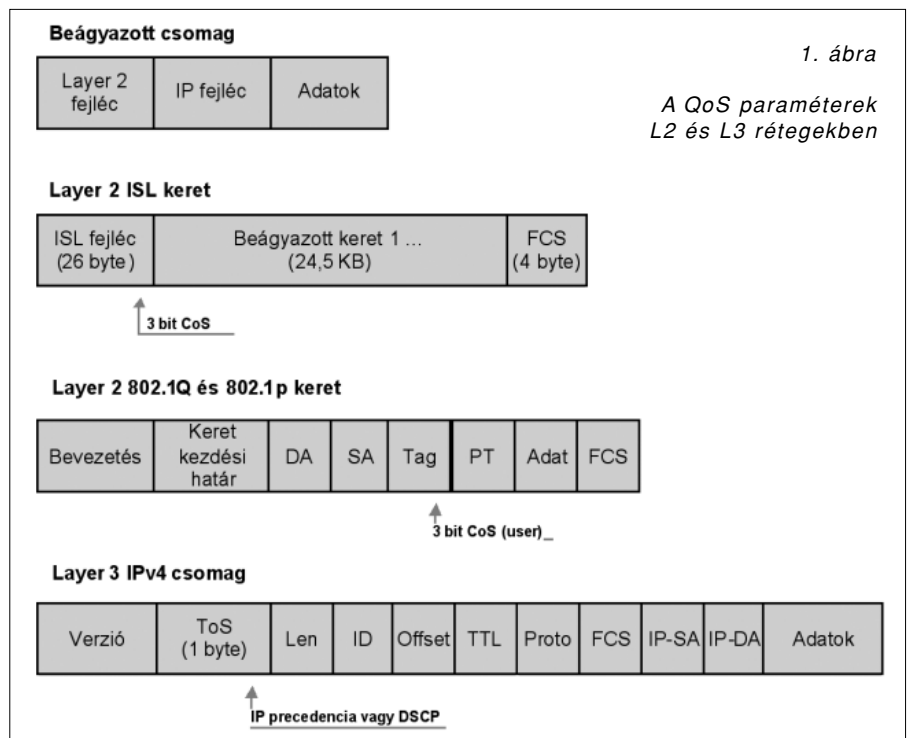 Beágyazott csomag
1. ábra
A QoS paraméterek
L2 és L3 rétegekben
Layer 2
fejléc
IP fejléc
Adatok
Layer 2 ISL keret
ISL fejléc
(26 byte)
Beágyazott keret 1 ...
(24,5 KB)
FCS
(4 byte)
3 bit CoS
Layer 2 802.1Q és 802.1p keret
Bevezetés
Keret
kezdési
határ
DA
SA
Tag
PT
Adat
FCS
3 bit CoS (user)_
Layer 3 IPv4 csomag
Verzió
ToS
(1 byte)
Len
ID
Offset
TTL
Proto
FCS
IP-SA
IP-DA
Adatok
IP precedencia vagy DSCP